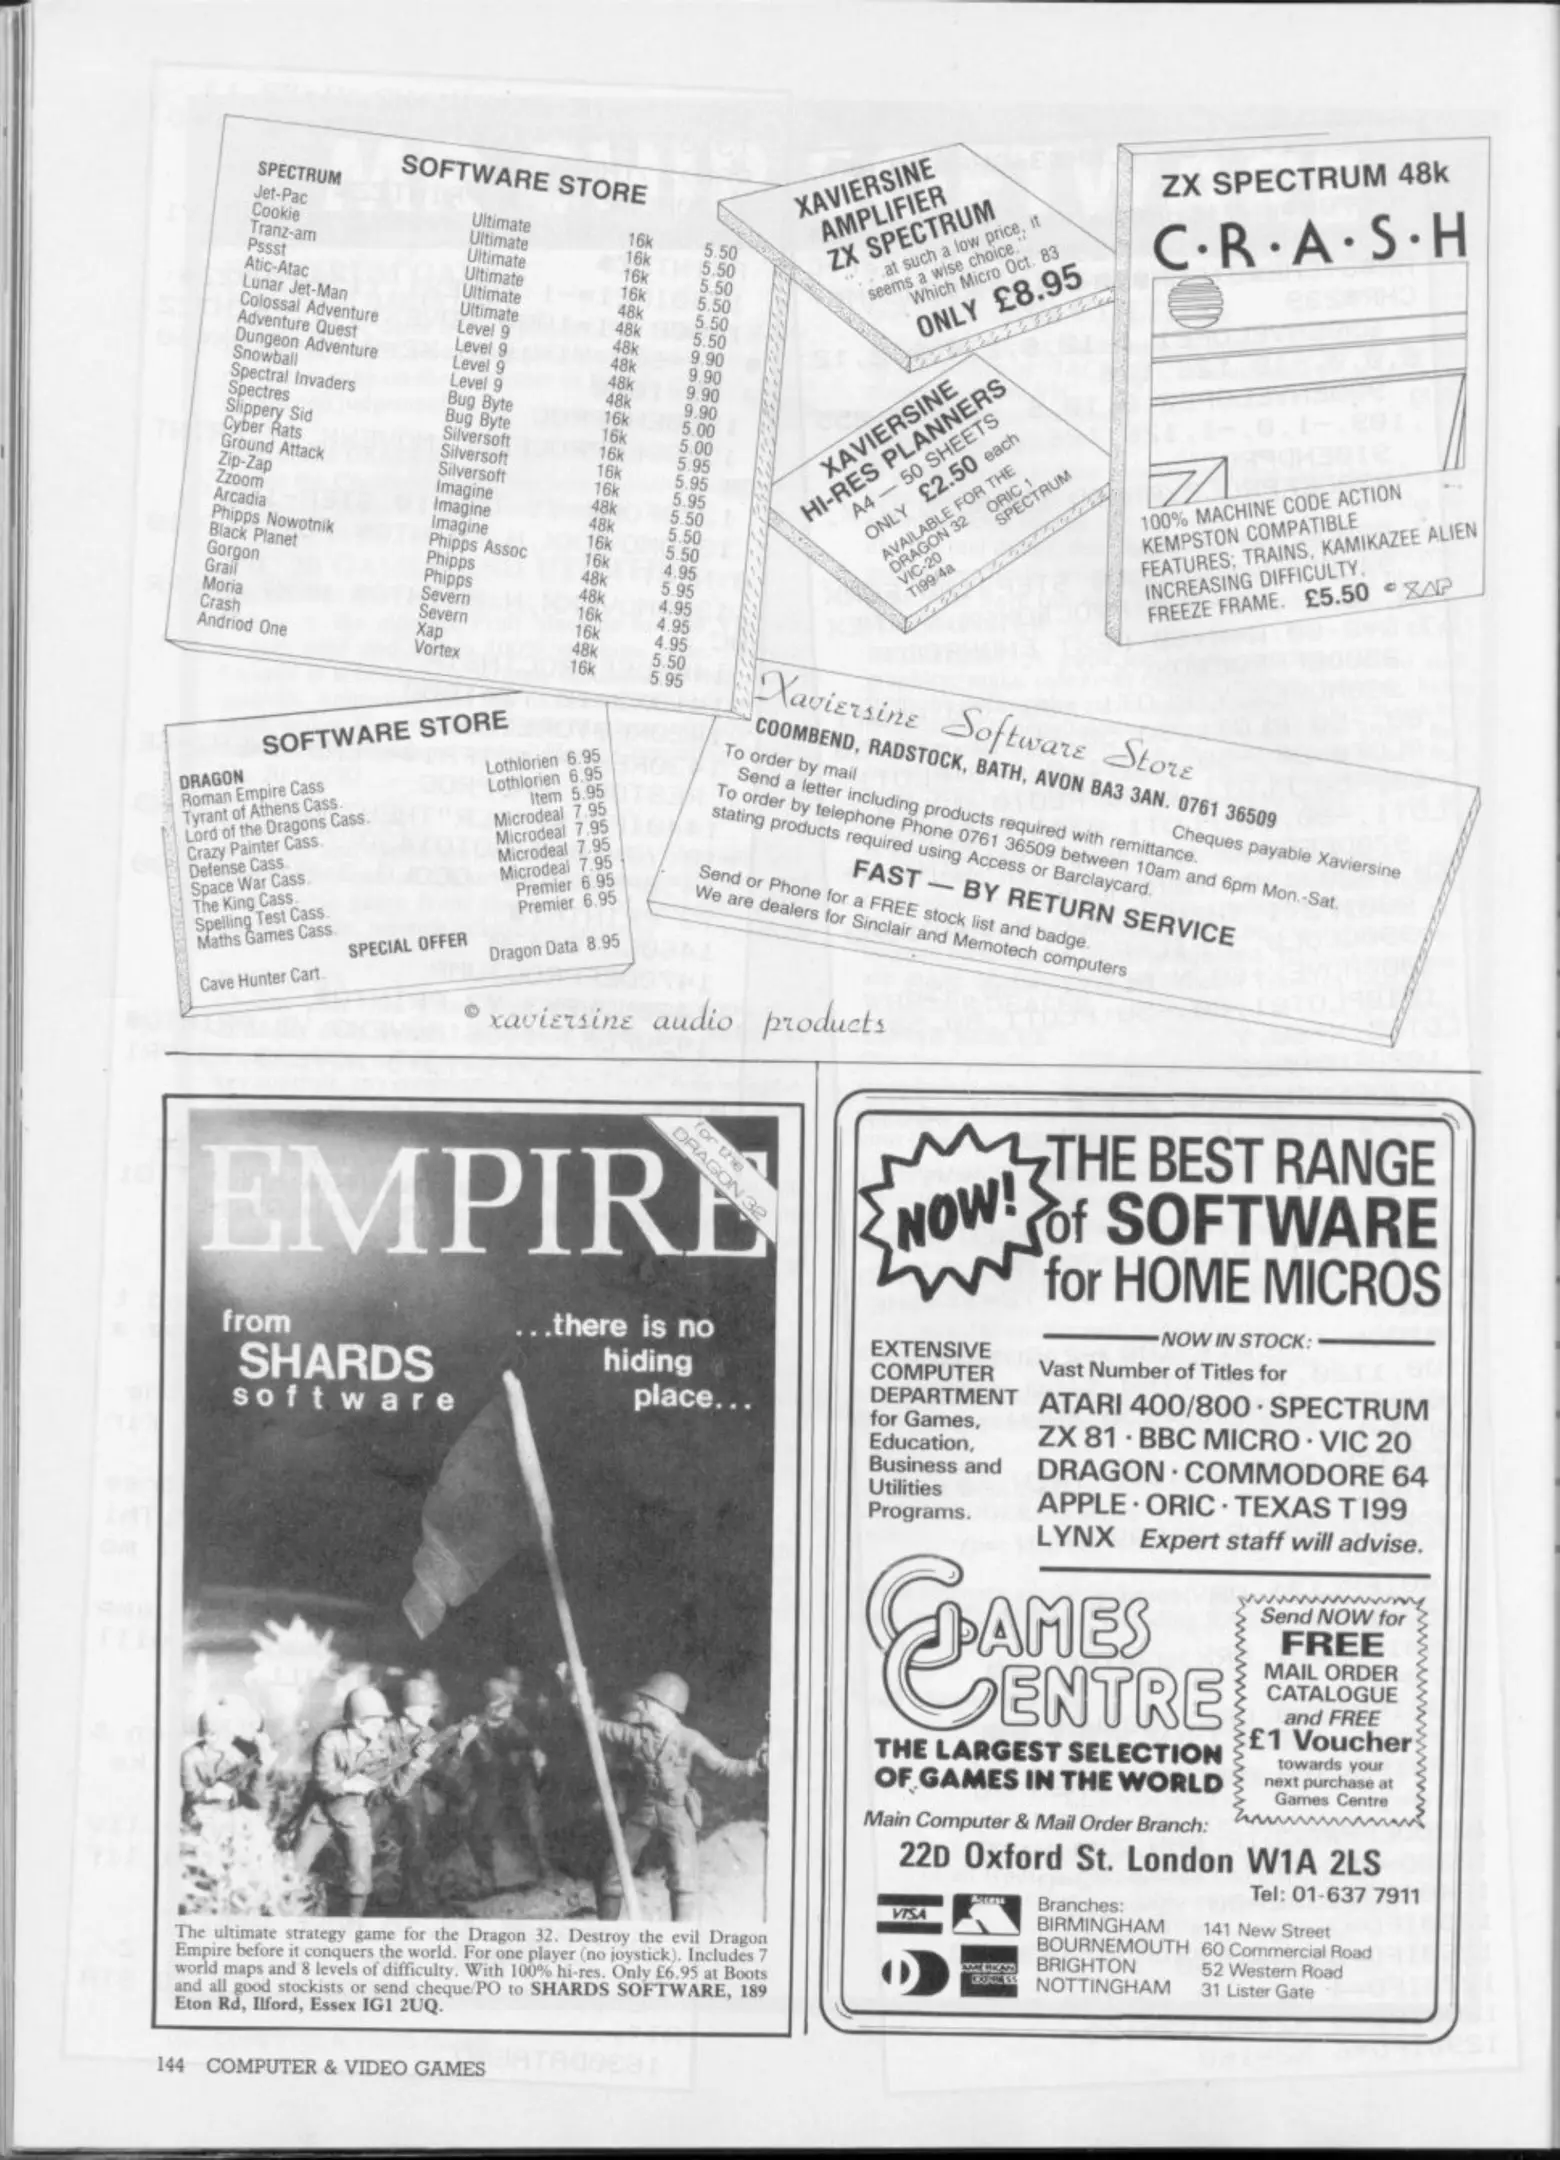 SOFTWARE STORE
SPECTRUM
Jet-Pac Ultimate 16k 5.50
Cookie Ultimate 16k 5.50
Tranz-am Ultimate 16k 5.50
Pssst Ultimate 16k 5.50
Atic-Atac Ultimate 48k 5.50
Lunar Jet-Man Ultimate 48k 5.50
Colossal Adventure Level 9 48k 9.90
Adventure Quest Level 9 48k 9.90
Dungeon Adventure Level 9 48k 9.90
Snowball Level 9 48k 9.90
Spectral Invaders Bug Byte 16k 5.00
Spectres Bug Byte 16k 5.00
Slippery Sid Silversoft 16k 5.95
Cyber Rats Silversoft 16k 5.95
Ground Attack Silversoft 16k 5.95
Zip-Zap Imagine 48k 5.50
Zzoom Imagine 48k 5.50
Arcadia Imagine 16k 5.50
Phipps Nowotnik Phipps Assoc 16k 4.95
Black Planet Phipps 48k 5.95
Gorgon Phipps 48k 4.95
Grail Severn 16k 4.95
Moria Severn 16k 4.95
Crash Xap 48k 5.50
Andriod One Vortex 16k 5.95
XAVIERSINE
AMPLIFIER
ZX SPECTRUM
". . .at such a low price, it
seems a wise choice."
Which Micro Oct. 83
ONLY £8.95
XAVIERSINE
HI-RES PLANNERS
A4 — 50 SHEETS
ONLY £2.50 each
AVAILABLE FOR THE
DRAGON 32 ORIC 1
VIC-20 SPECTRUM
TI99/4a
ZX SPECTRUM 48k
C·R·A·S·H
100% MACHINE CODE ACTION
KEMPSTON COMPATIBLE
FEATURES; TRAINS, KAMIKAZEE ALIEN
INCREASING DIFFICULTY.
FREEZE FRAME. £5.50 © XAP
SOFTWARE STORE
DRAGON
Roman Empire Cass Lothlorien 6.95
Tyrant of Athens Cass. Lothlorien 6.95
Lord of the Dragons Cass. Item 5.95
Crazy Painter Cass. Microdeal 7.95
Defense Cass. Microdeal 7.95
Space War Cass. Microdeal 7.95
The King Cass. Microdeal 7.95
Spelling Test Cass. Premier 6.95
Maths Games Cass. Premier 6.95
SPECIAL OFFER
Cave Hunter Cart. Dragon Data 8.95
Xaviersine Software Store
COOMBEND, RADSTOCK, BATH, AVON BA3 3AN. 0761 36509
To order by mail Cheques payable Xaviersine
Send a letter including products required with remittance.
To order by telephone Phone 0761 36509 between 10am and 6pm Mon.-Sat.
stating products required using Access or Barclaycard.
FAST — BY RETURN SERVICE
Send or Phone for a FREE stock list and badge.
We are dealers for Sinclair and Memotech computers
© xaviersine audio products
EMPIRE
for the
DRAGON 32
from
SHARDS
software
...there is no
hiding
place...
The ultimate strategy game for the Dragon 32. Destroy the evil Dragon
Empire before it conquers the world. For one player (no joystick). Includes 7
world maps and 8 levels of difficulty. With 100% hi-res. Only £6.95 at Boots
and all good stockists or send cheque/PO to SHARDS SOFTWARE, 189
Eton Rd, Ilford, Essex IG1 2UQ.
NOW!
THE BEST RANGE
of SOFTWARE
for HOME MICROS
EXTENSIVE
COMPUTER
DEPARTMENT
for Games,
Education,
Business and
Utilities
Programs.
NOW IN STOCK:
Vast Number of Titles for
ATARI 400/800 · SPECTRUM
ZX 81 · BBC MICRO · VIC 20
DRAGON · COMMODORE 64
APPLE · ORIC · TEXAS T I99
LYNX Expert staff will advise.
GAMES
CENTRE
THE LARGEST SELECTION
OF GAMES IN THE WORLD
Send NOW for
FREE
MAIL ORDER
CATALOGUE
and FREE
£1 Voucher
towards your
next purchase at
Games Centre
Main Computer & Mail Order Branch:
22D Oxford St. London W1A 2LS
Tel: 01-637 7911
VISA
Access
AMERICAN
EXPRESS
Branches:
BIRMINGHAM 141 New Street
BOURNEMOUTH 60 Commercial Road
BRIGHTON 52 Western Road
NOTTINGHAM 31 Lister Gate
144 COMPUTER & VIDEO GAMES